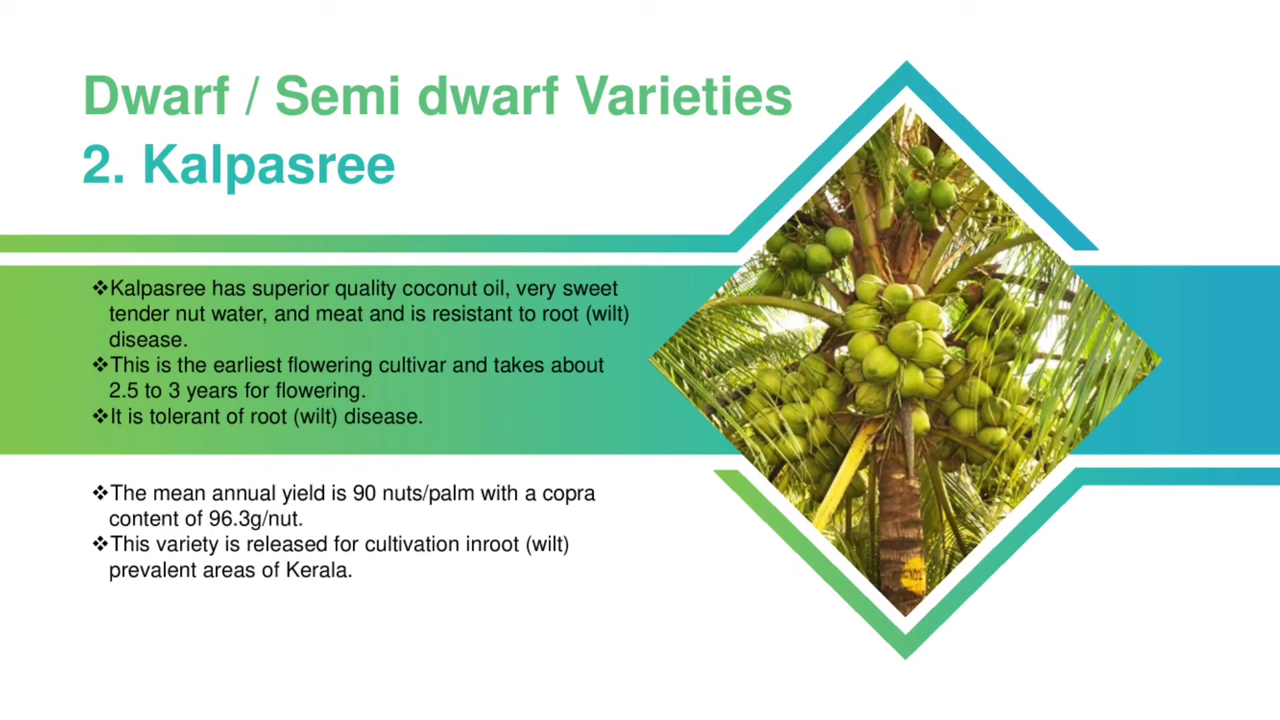 Dwarf / Semi dwarf Varieties
2. Kalpasree
❖Kalpasree has superior quality coconut oil, very sweet
tender nut water, and meat and is resistant to root (wilt)
disease.
❖This is the earliest flowering cultivar and takes about
2.5 to 3 years for flowering.
❖It is tolerant of root (wilt) disease.
❖The mean annual yield is 90 nuts/palm with a copra
content of 96.3g/nut.
❖This variety is released for cultivation inroot (wilt)
prevalent areas of Kerala.